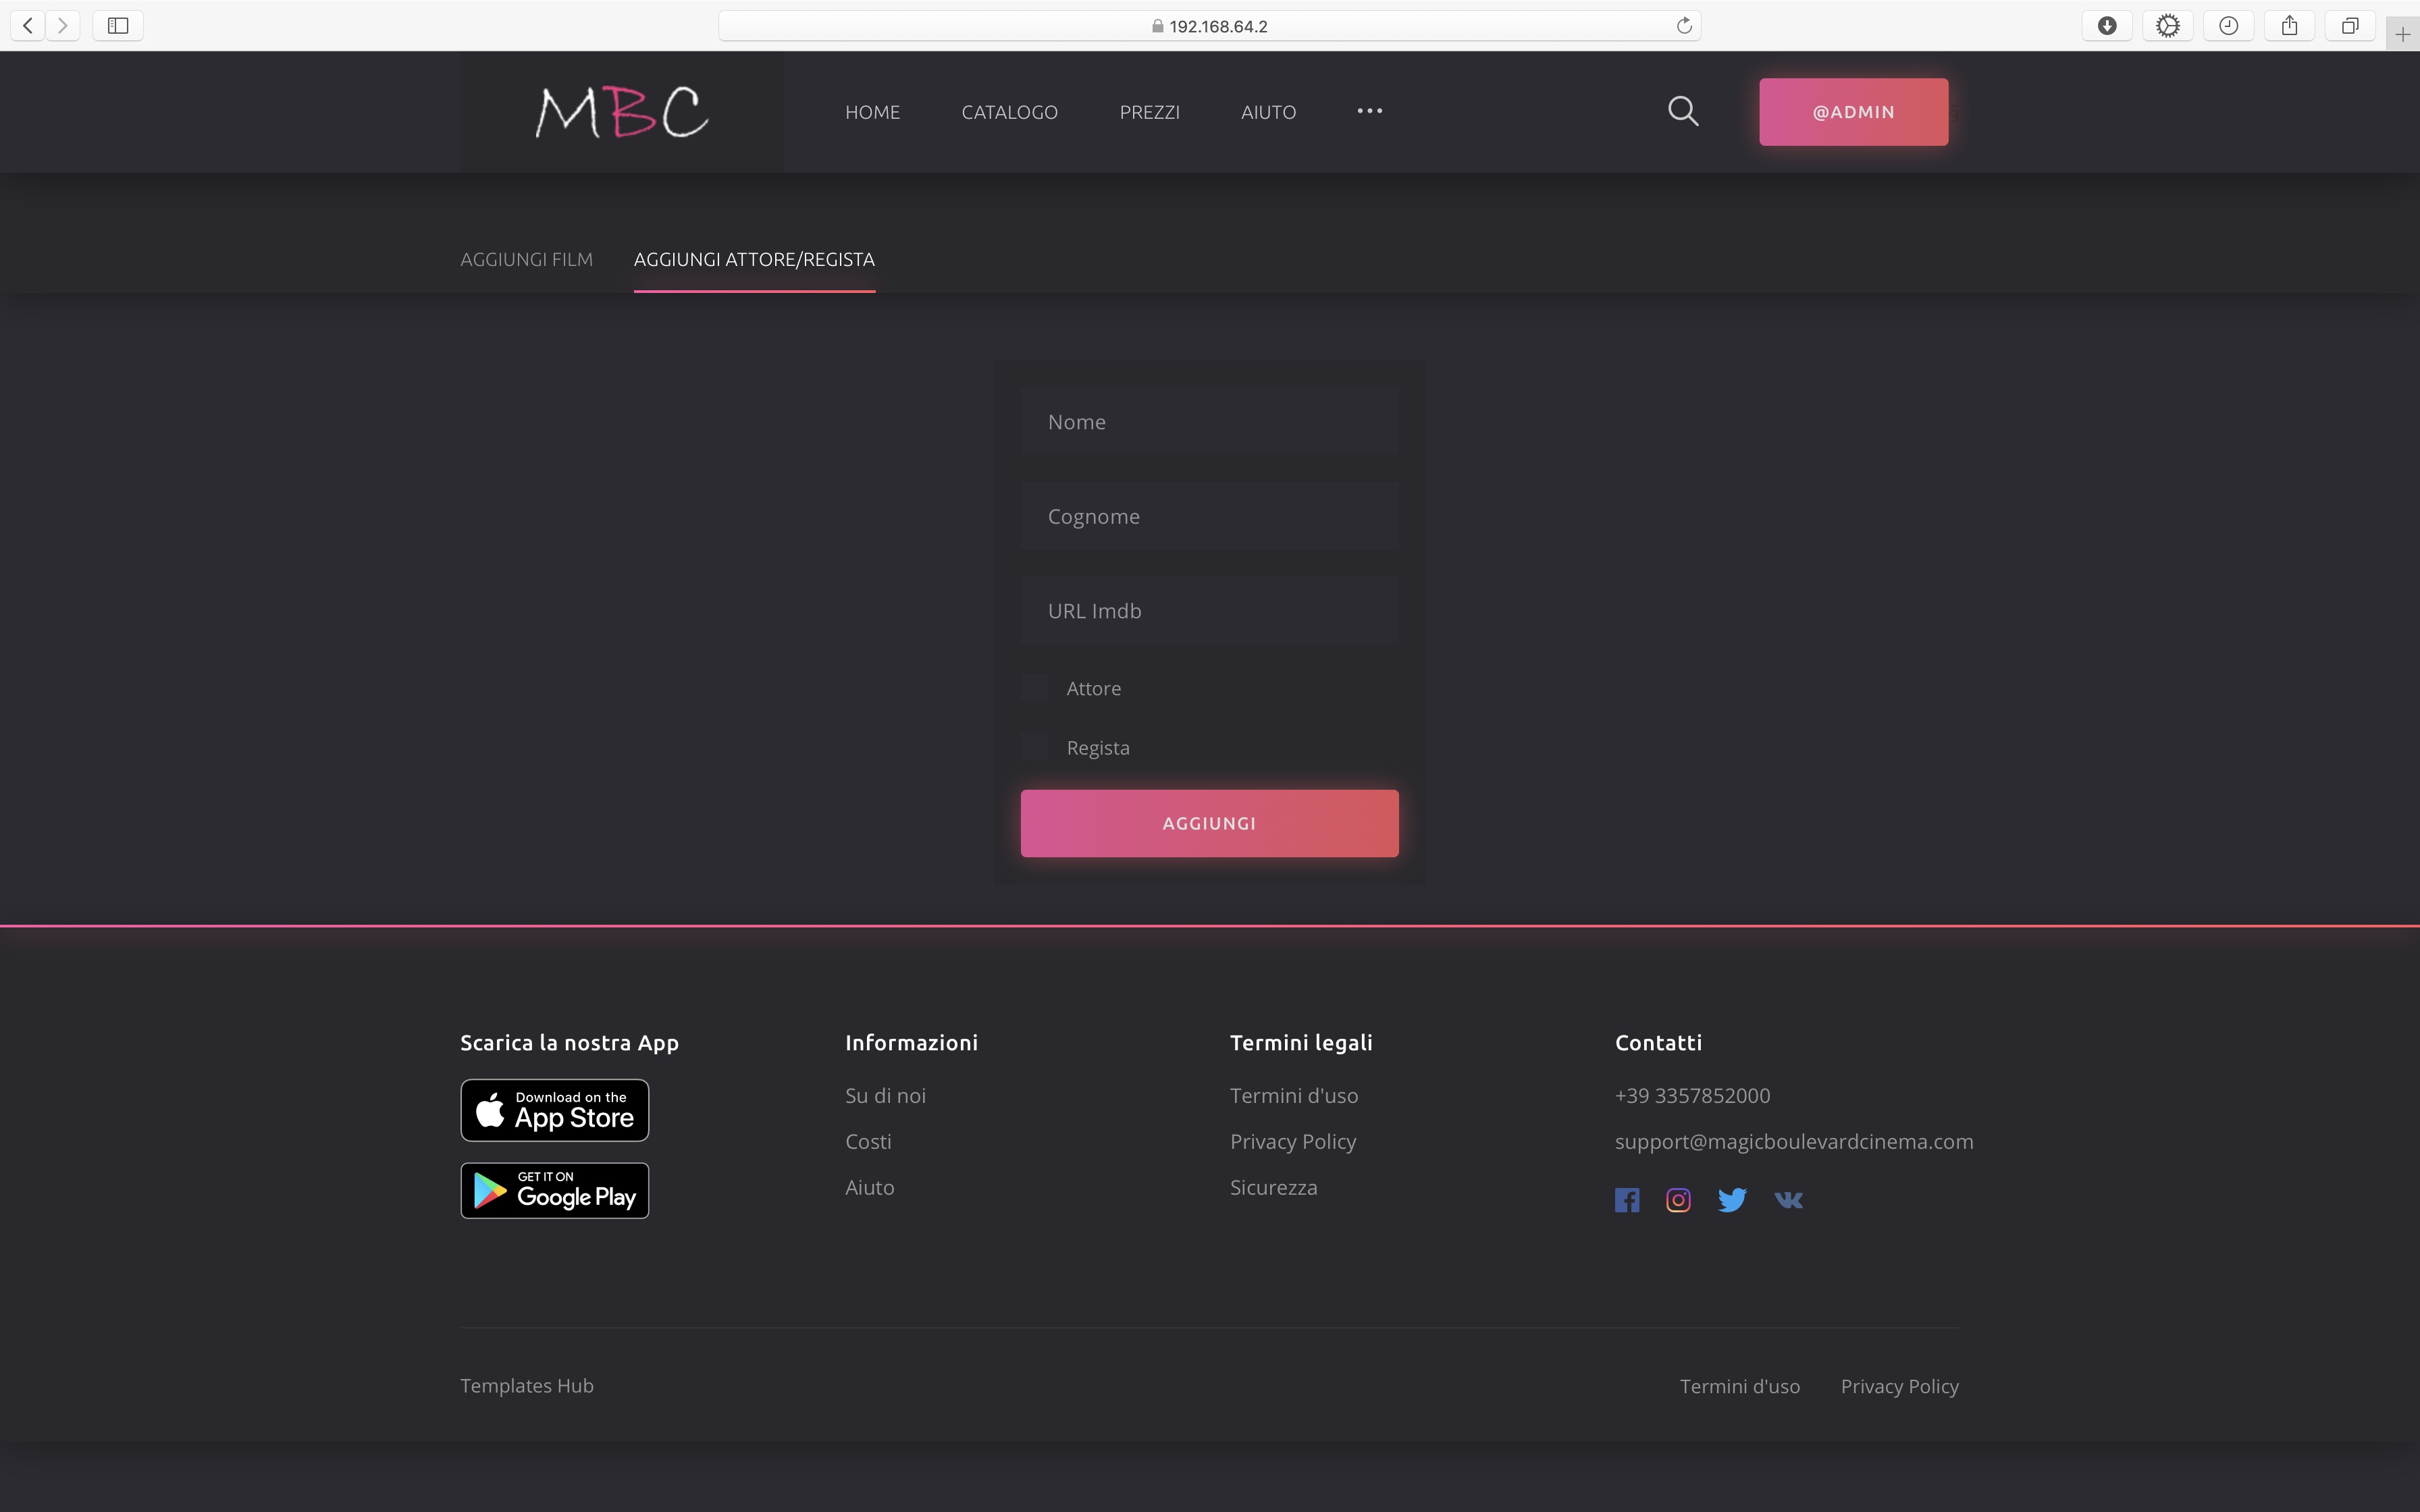 192.168.64.2
MBC
HOME
CATALOGO
PREZZI
AIUTO
@ADMIN
AGGIUNGI FILM
AGGIUNGI ATTORE/REGISTA
Nome
Cognome
URL Imdb
Attore
Regista
AGGIUNGI
Scarica la nostra App
Download on the
App Store
GET IT ON
Google Play
Informazioni
Su di noi
Costi
Aiuto
Termini legali
Termini d'uso
Privacy Policy
Sicurezza
Contatti
+39 3357852000
support@magicboulevardcinema.com
Templates Hub
Termini d'uso
Privacy Policy